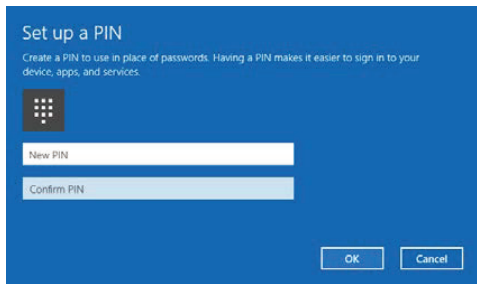 Set up a PIN
Create a PIN to use in place of passwords. Having a PIN makes it easier to sign in to your
device, apps, and services.
New PIN
Confirm PIN
OK
Cancel